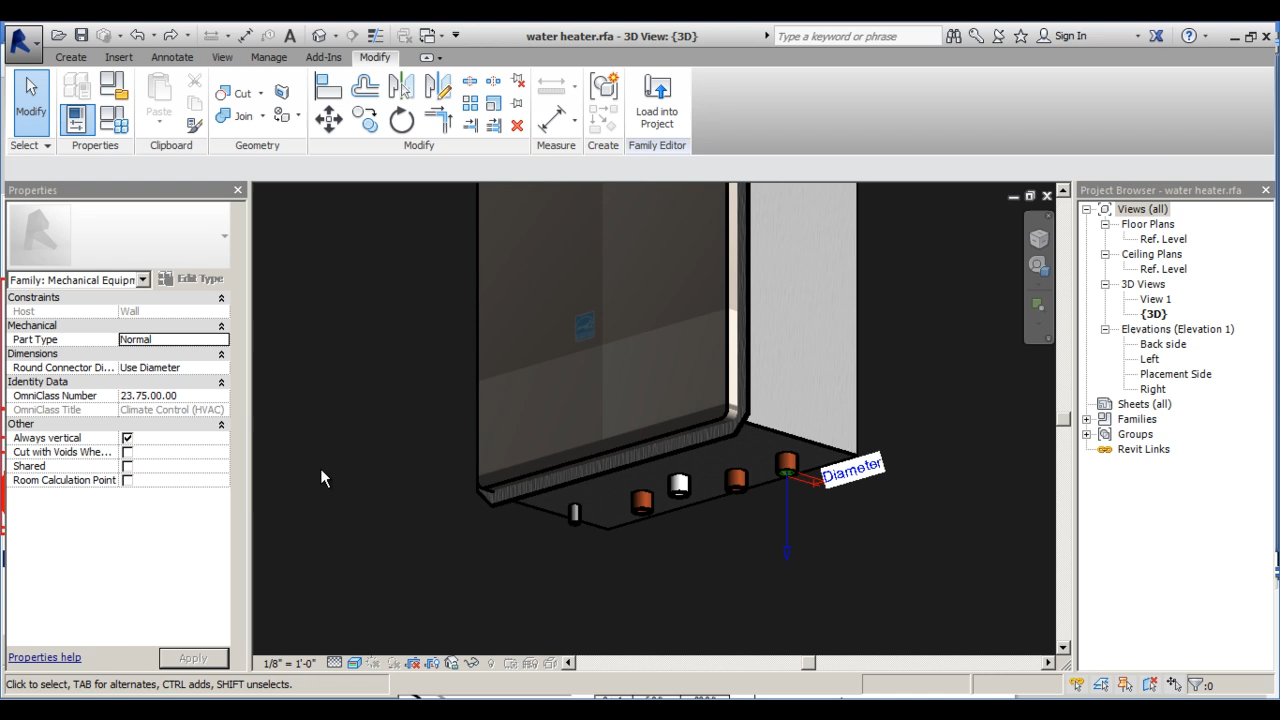 water heater.rfa - 3D View: {3D}
Type a keyword or phrase
Sign In
Create Insert Annotate View Manage Add-Ins Modify
Modify
Paste
Cut
Join
Load into
Project
Select Properties Clipboard Geometry Modify Measure Create Family Editor
Properties
Family: Mechanical Equipm
Edit Type
Constraints
Host Wall
Mechanical
Part Type Normal
Dimensions
Round Connector Di... Use Diameter
Identity Data
OmniClass Number 23.75.00.00
OmniClass Title Climate Control (HVAC)
Other
Always vertical
Cut with Voids Whe...
Shared
Room Calculation Point
Properties help
Apply
Diameter
Project Browser - water heater.rfa
Views (all)
Floor Plans
Ref. Level
Ceiling Plans
Ref. Level
3D Views
View 1
{3D}
Elevations (Elevation 1)
Back side
Left
Placement Side
Right
Sheets (all)
Families
Groups
Revit Links
1/8" = 1'-0"
Click to select, TAB for alternates, CTRL adds, SHIFT unselects.
:0